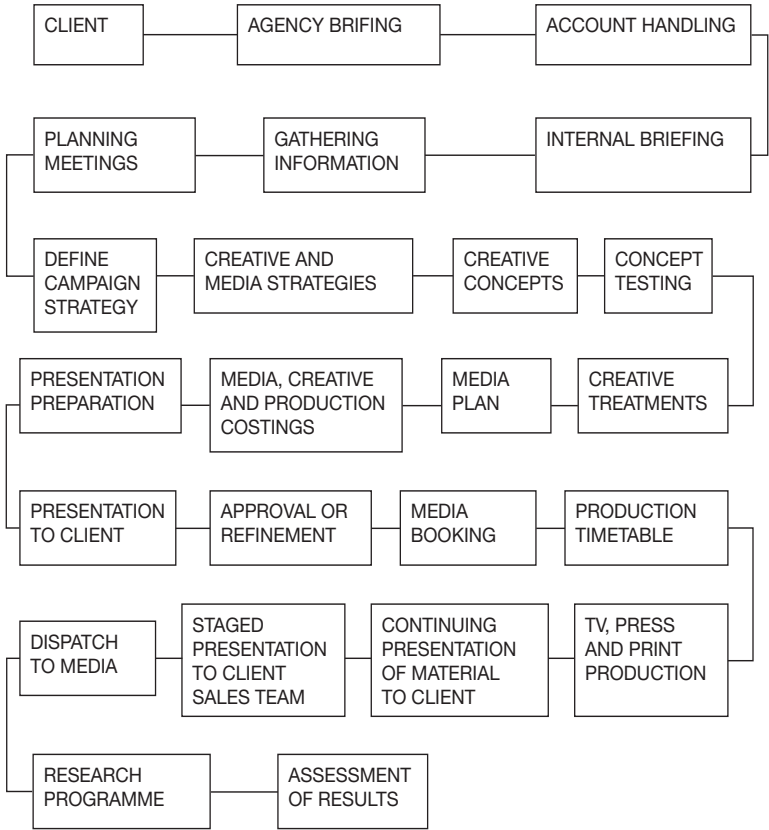 CLIENT
AGENCY BRIFING
ACCOUNT HANDLING
PLANNING
MEETINGS
GATHERING
INFORMATION
INTERNAL BRIEFING
DEFINE
CAMPAIGN
STRATEGY
CREATIVE AND
MEDIA STRATEGIES
CREATIVE
CONCEPTS
CONCEPT
TESTING
PRESENTATION
PREPARATION
MEDIA, CREATIVE
AND PRODUCTION
COSTINGS
MEDIA
PLAN
CREATIVE
TREATMENTS
PRESENTATION
TO CLIENT
APPROVAL OR
REFINEMENT
MEDIA
BOOKING
PRODUCTION
TIMETABLE
DISPATCH
TO MEDIA
STAGED
PRESENTATION
TO CLIENT
SALES TEAM
CONTINUING
PRESENTATION
OF MATERIAL
TO CLIENT
TV, PRESS
AND PRINT
PRODUCTION
RESEARCH
PROGRAMME
ASSESSMENT
OF RESULTS